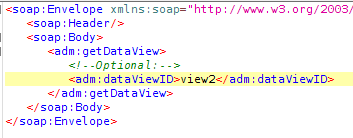 <soap:Envelope xmlns:soap="http://www.w3.org/2003/
<soap:Header/>
<soap:Body>
<adm:getDataView>
<!--Optional:-->
<adm:dataViewID>view2</adm:dataViewID>
</adm:getDataView>
</soap:Body>
</soap:Envelope>